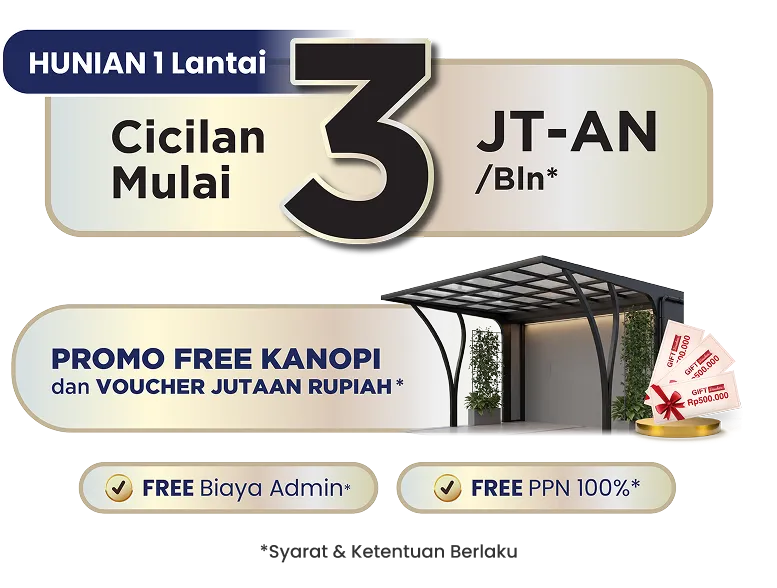 HUNIAN 1 Lantai
Cicilan
Mulai
3
JT-AN
/Bln*
PROMO FREE KANOPI
dan VOUCHER JUTAAN RUPIAH*
GIFT
GIFT
GIFT
Rp500.000
FREE Biaya Admin*
FREE PPN 100%*
*Syarat & Ketentuan Berlaku